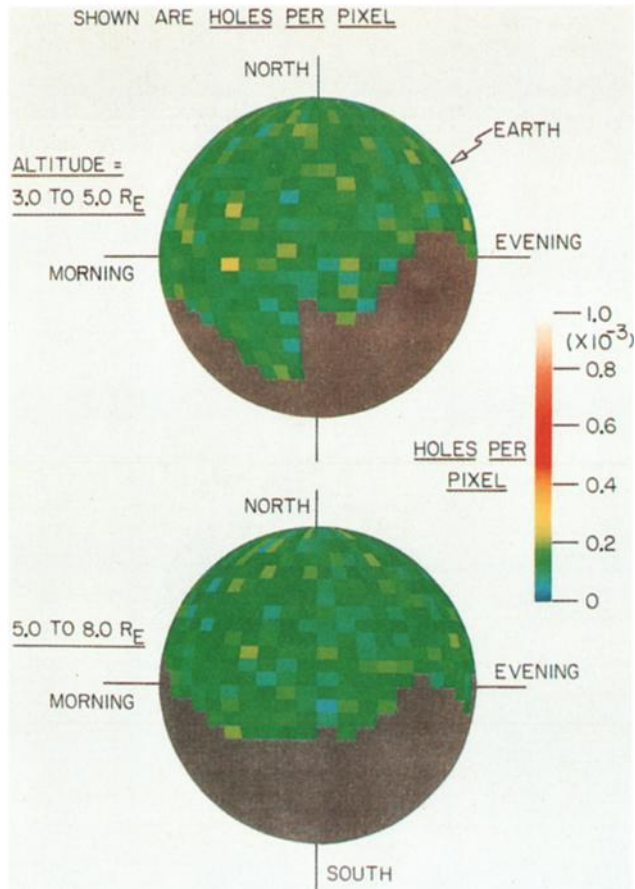 SHOWN ARE HOLES PER PIXEL
NORTH
EARTH
ALTITUDE =
3.0 TO 5.0 RE
EVENING
MORNING
1.0
(X10-3)
0.8
0.6
HOLES PER
PIXEL
0.4
NORTH
0.2
0
5.0 TO 8.0 RE
EVENING
MORNING
SOUTH